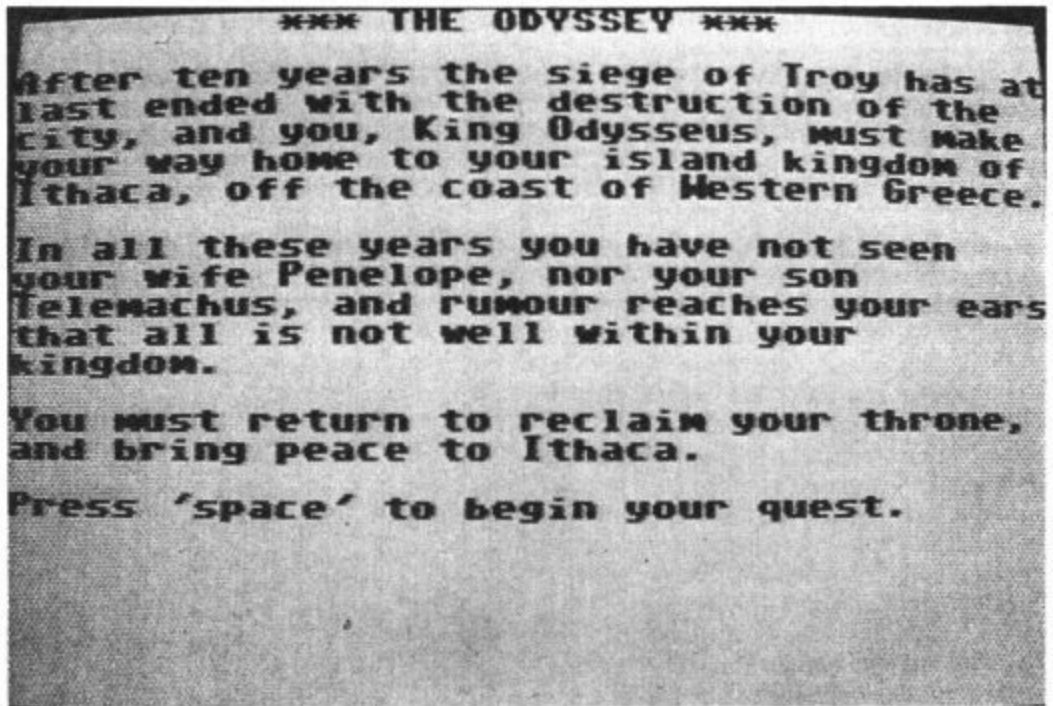 *** THE ODYSSEY ***
After ten years the siege of Troy has at
last ended with the destruction of the
city, and you, King Odysseus, must make
your way home to your island kingdom of
Ithaca, off the coast of Western Greece.
In all these years you have not seen
your wife Penelope, nor your son
Telemachus, and rumour reaches your ears
that all is not well within your
kingdom.
You must return to reclaim your throne,
and bring peace to Ithaca.
Press 'space' to begin your quest.